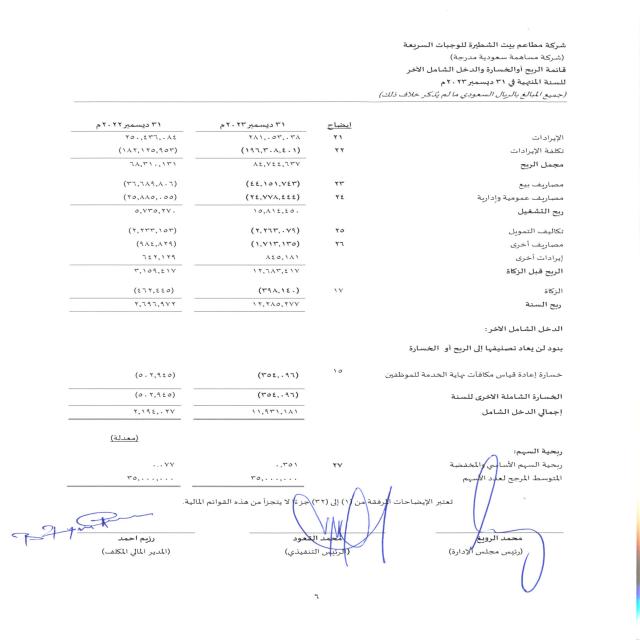 شركة مطاعم بيت الشطيرة للوجبات السريعة
(شركة مساهمة سعودية مدرجة)
قائمة الربح أو الخسارة والدخل الشامل الآخر
للسنة المنتهية في ٣١ ديسمبر ٢٠٢٣م
(جميع المبالغ بالريال السعودي ما لم يُذكر خلاف ذلك)
إيضاح ٣١ ديسمبر ٢٠٢٣م ٣١ ديسمبر ٢٠٢٢م
الإيرادات ٢١ ٢٨١,٠٥٣,٠٣٨ ٢٥٠,٤٣٦,٠٨٤
تكلفة الإيرادات ٢٢ (١٩٦,٣٠٨,٤٠١) (١٨٢,١٢٥,٩٥٣)
مجمل الربح ٨٤,٧٤٤,٦٣٧ ٦٨,٣١٠,١٣١
مصاريف بيع ٢٣ (٤٤,١٥١,٧٤٣) (٣٦,٦٨٩,٨٠٦)
مصاريف عمومية وإدارية ٢٤ (٢٤,٧٧٨,٤٤٤) (٢٥,٨٨٥,٠٥٥)
ربح التشغيل ١٥,٨١٤,٤٥٠ ٥,٧٣٥,٢٧٠
تكاليف التمويل ٢٥ (٢,٢٦٣,٠٧٩) (٢,٢٣٣,١٥٣)
مصاريف أخرى ٢٦ (١,٧١٣,١٣٥) (٩٨٤,٨٢٩)
إيرادات أخرى ٨٤٥,١٨١ ٦٤٢,١٢٩
الربح قبل الزكاة ١٢,٦٨٣,٤١٧ ٣,١٥٩,٤١٧
الزكاة ١٧ (٣٩٨,١٤٠) (٤٦٢,٤٤٥)
ربح السنة ١٢,٢٨٥,٢٧٧ ٢,٦٩٦,٩٧٢
الدخل الشامل الآخر:
بنود لن يعاد تصنيفها إلى الربح أو الخسارة
خسارة إعادة قياس مكافآت نهاية الخدمة للموظفين ١٥ (٣٥٤,٠٩٦) (٥٠٢,٩٤٥)
الخسارة الشاملة الأخرى للسنة (٣٥٤,٠٩٦) (٥٠٢,٩٤٥)
إجمالي الدخل الشامل ١١,٩٣١,١٨١ ٢,١٩٤,٠٢٧
(معدلة)
ربحية السهم:
ربحية السهم الأساسي والمخفضة ٢٧ ٠.٣٥١ ٠.٠٧٧
المتوسط المرجح لعدد الأسهم ٣٥,٠٠٠,٠٠٠ ٣٥,٠٠٠,٠٠٠
تعتبر الإيضاحات المرفقة من (١) إلى (٣٢) جزءًا لا يتجزأ من هذه القوائم المالية.
محمد الرويغ محمد القعود رزيم احمد
(رئيس مجلس الإدارة) (الرئيس التنفيذي) (المدير المالي المكلف)
٦